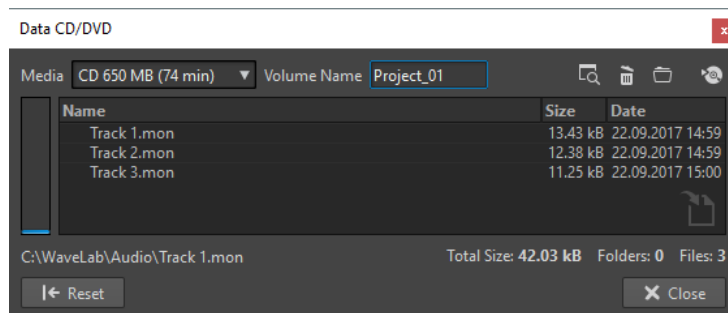 Data CD/DVD
x
Media CD 650 MB (74 min) Volume Name Project_01
Name Size Date
Track 1.mon 13.43 kB 22.09.2017 14:59
Track 2.mon 12.38 kB 22.09.2017 14:59
Track 3.mon 11.25 kB 22.09.2017 15:00
C:\WaveLab\Audio\Track 1.mon Total Size: 42.03 kB Folders: 0 Files: 3
Reset Close